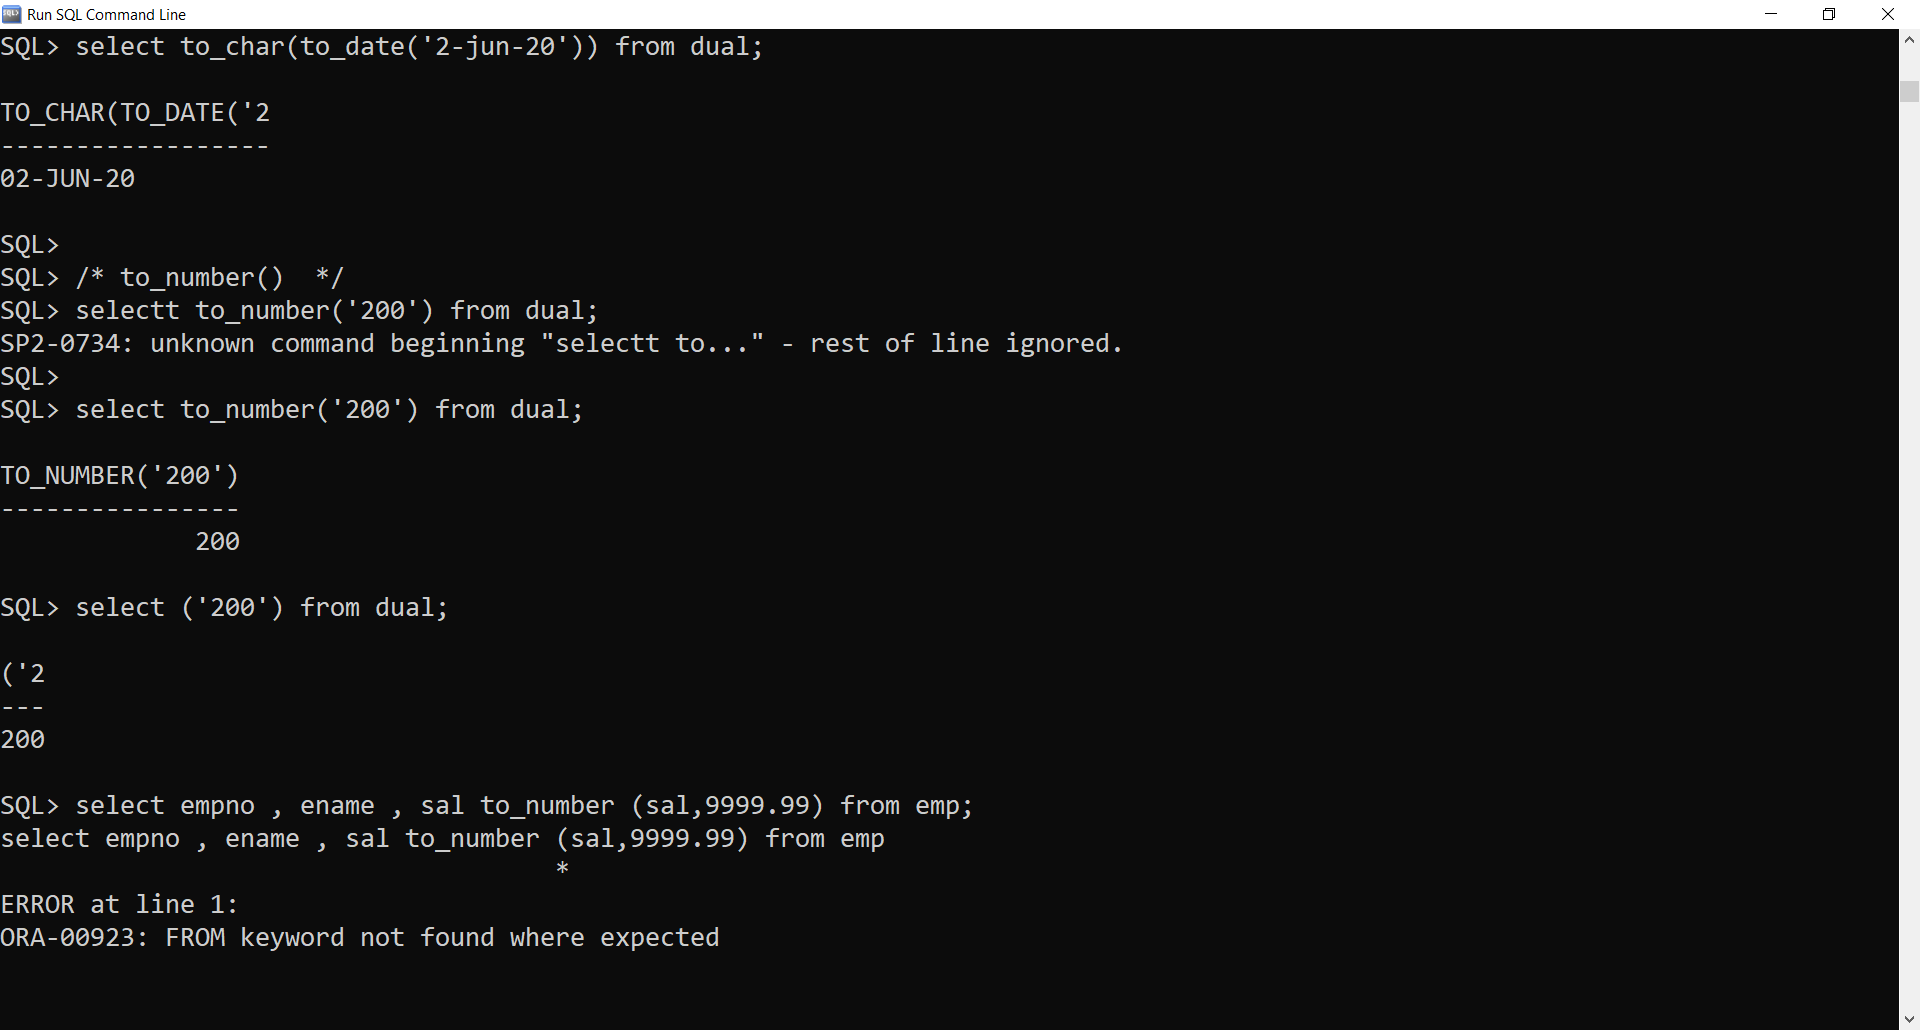 Run SQL Command Line
SQL> select to_char(to_date('2-jun-20')) from dual;
TO_CHAR(TO_DATE('2
------------------
02-JUN-20
SQL>
SQL> /* to_number()  */
SQL> selectt to_number('200') from dual;
SP2-0734: unknown command beginning "selectt to..." - rest of line ignored.
SQL>
SQL> select to_number('200') from dual;
TO_NUMBER('200')
----------------
             200
SQL> select ('200') from dual;
('2
---
200
SQL> select empno , ename , sal to_number (sal,9999.99) from emp;
select empno , ename , sal to_number (sal,9999.99) from emp
                                     *
ERROR at line 1:
ORA-00923: FROM keyword not found where expected